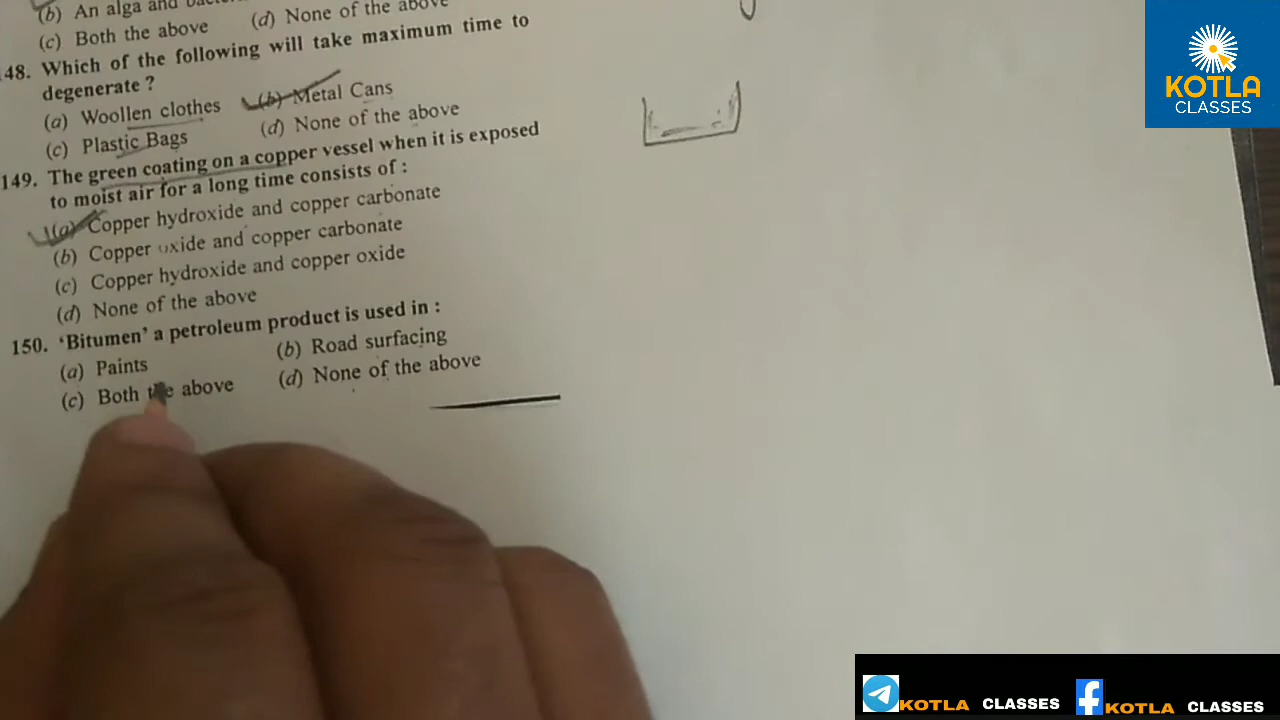 (b) An alga and
(c) Both the above (d) None of the above
148. Which of the following will take maximum time to
degenerate ?
(a) Woollen clothes (b) Metal Cans
(c) Plastic Bags (d) None of the above
149. The green coating on a copper vessel when it is exposed
to moist air for a long time consists of :
(a) Copper hydroxide and copper carbonate
(b) Copper oxide and copper carbonate
(c) Copper hydroxide and copper oxide
(d) None of the above
150. ‘Bitumen’ a petroleum product is used in :
(a) Paints (b) Road surfacing
(c) Both the above (d) None of the above
KOTLA
CLASSES
KOTLA CLASSES
KOTLA CLASSES